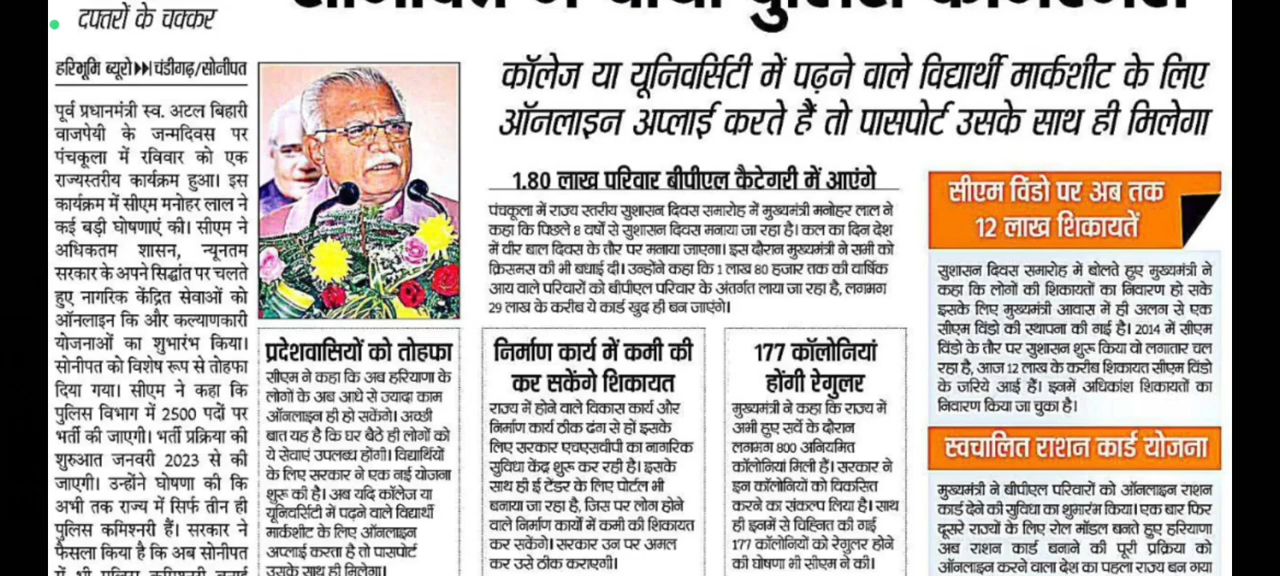 दफ्तरों के चक्कर
हरिभूमि ब्यूरो▶▶|चंडीगढ़/सोनीपत
पूर्व प्रधानमंत्री स्व. अटल बिहारी
वाजपेयी के जन्मदिवस पर
पंचकूला में रविवार को एक
राज्यस्तरीय कार्यक्रम हुआ। इस
कार्यक्रम में सीएम मनोहर लाल ने
कई बड़ी घोषणाएं की। सीएम ने
अधिकतम शासन, न्यूनतम
सरकार के अपने सिद्धांत पर चलते
हुए नागरिक केंद्रित सेवाओं को
ऑनलाइन कि और कल्याणकारी
योजनाओं का शुभारंभ किया।
सोनीपत को विशेष रूप से तोहफा
दिया गया। सीएम ने कहा कि
पुलिस विभाग में 2500 पदों पर
भर्ती की जाएगी। भर्ती प्रक्रिया की
शुरुआत जनवरी 2023 से की
जाएगी। उन्होंने घोषणा की कि
अभी तक राज्य में सिर्फ तीन ही
पुलिस कमिश्नरी हैं। सरकार ने
फैसला किया है कि अब सोनीपत
कॉलेज या यूनिवर्सिटी में पढ़ने वाले विद्यार्थी मार्कशीट के लिए
ऑनलाइन अप्लाई करते हैं तो पासपोर्ट उसके साथ ही मिलेगा
1.80 लाख परिवार बीपीएल कैटेगरी में आएंगे
पंचकूला में राज्य स्तरीय सुशासन दिवस समारोह में मुख्यमंत्री मनोहर लाल ने
कहा कि पिछले 8 वर्षों से सुशासन दिवस मनाया जा रहा है। कल का दिन देश
में वीर बाल दिवस के तौर पर मनाया जाएगा। इस दौरान मुख्यमंत्री ने सभी को
क्रिसमस की भी बधाई दी। उन्होंने कहा कि 1 लाख 80 हजार तक की वार्षिक
आय वाले परिवारों को बीपीएल परिवार के अंतर्गत लाया जा रहा है, लगभग
29 लाख के करीब ये कार्ड खुद ही बन जाएंगे।
प्रदेशवासियों को तोहफा
सीएम ने कहा कि अब हरियाणा के
लोगों के अब आधे से ज्यादा काम
ऑनलाइन ही हो सकेंगे। अच्छी
बात यह है कि घर बैठे ही लोगों को
ये सेवाएं उपलब्ध होंगी। विद्यार्थियों
के लिए सरकार ने एक नई योजना
शुरू की है। अब यदि कॉलेज या
यूनिवर्सिटी में पढ़ने वाले विद्यार्थी
मार्कशीट के लिए ऑनलाइन
अप्लाई करता है तो पासपोर्ट
उसके साथ ही मिलेगा।
निर्माण कार्य में कमी की
कर सकेंगे शिकायत
राज्य में होने वाले विकास कार्य और
निर्माण कार्य ठीक ढंग से हों इसके
लिए सरकार एचएसवीपी का नागरिक
सुविधा केंद्र शुरू कर रही है। इसके
साथ ही ई टेंडर के लिए पोर्टल भी
बनाया जा रहा है, जिस पर लोग होने
वाले निर्माण कार्यों में कमी की शिकायत
कर सकेंगे। सरकार उन पर अमल
कर उसे ठीक कराएगी।
177 कॉलोनियां
होंगी रेगुलर
मुख्यमंत्री ने कहा कि राज्य में
अभी हुए सर्वे के दौरान
लगभग 800 अनियमित
कॉलोनियां मिली हैं। सरकार ने
इन कॉलोनियों को विकसित
करने का संकल्प लिया है। साथ
ही इनमें से चिह्नित की गई
177 कॉलोनियों को रेगुलर होने
की घोषणा भी सीएम ने की।
सीएम विंडो पर अब तक
12 लाख शिकायतें
सुशासन दिवस समारोह में बोलते हुए मुख्यमंत्री ने
कहा कि लोगों की शिकायतों का निवारण हो सके
इसके लिए मुख्यमंत्री आवास में ही अलग से एक
सीएम विंडो की स्थापना की गई है। 2014 में सीएम
विंडो के तौर पर सुशासन शुरू किया वो लगातार चल
रहा है, आज 12 लाख के करीब शिकायत सीएम विंडो
के जरिये आई हैं। इनमें अधिकांश शिकायतों का
निवारण किया जा चुका है।
स्वचालित राशन कार्ड योजना
मुख्यमंत्री ने बीपीएल परिवारों को ऑनलाइन राशन
कार्ड देने की सुविधा का शुभारंम किया। एक बार फिर
दूसरे राज्यों के लिए रोल मॉडल बनते हुए हरियाणा
अब राशन कार्ड बनाने की पूरी प्रक्रिया को
ऑनलाइन करने वाला देश का पहला राज्य बन गया